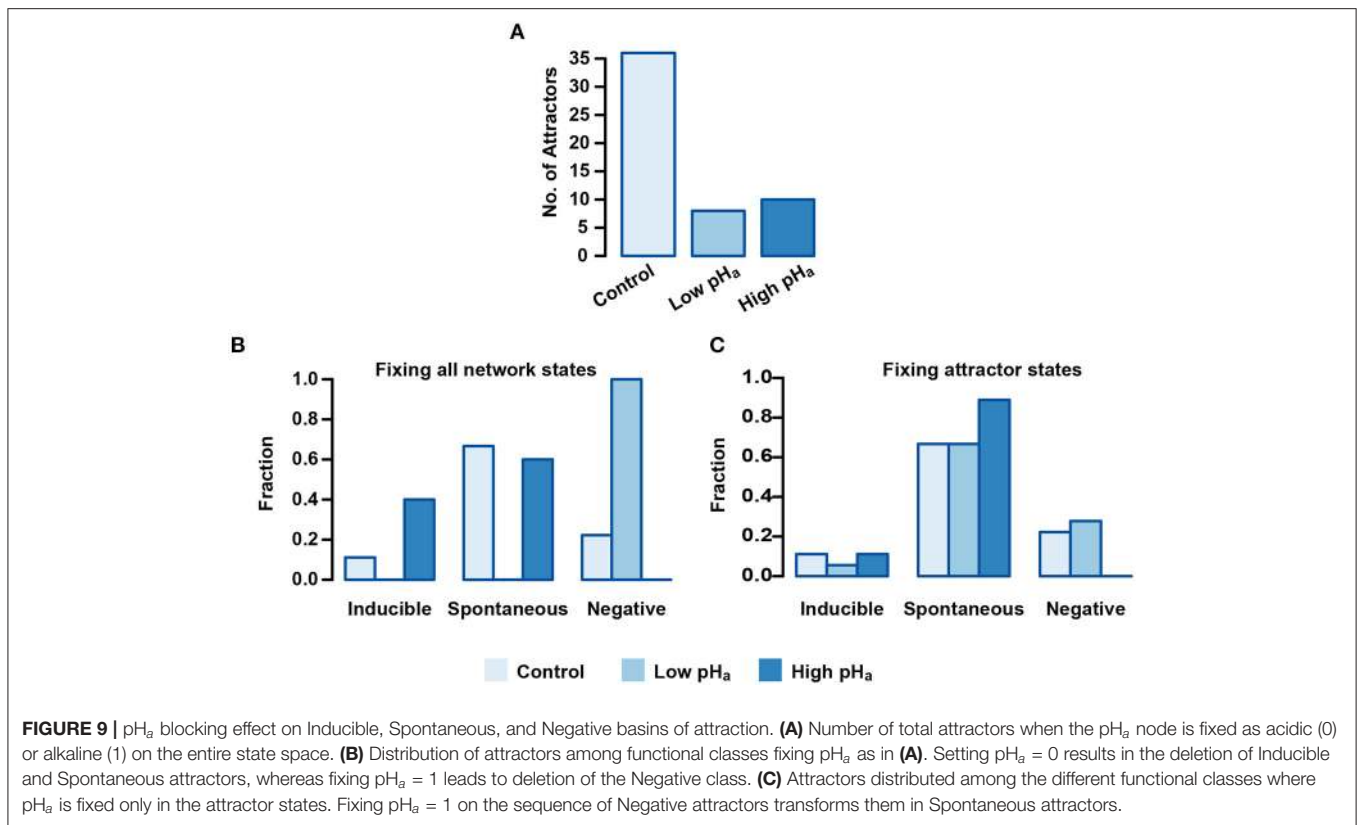 A
No. of Attractors
35
30
25
20
15
10
5
0
Control
Low pHa
High pHa
B
Fixing all network states
Fraction
1.0
0.8
0.6
0.4
0.2
0.0
Inducible Spontaneous Negative
C
Fixing attractor states
Fraction
1.0
0.8
0.6
0.4
0.2
0.0
Inducible Spontaneous Negative
Control Low pHa High pHa
FIGURE 9 | pHa blocking effect on Inducible, Spontaneous, and Negative basins of attraction. (A) Number of total attractors when the pHa node is fixed as acidic (0)
or alkaline (1) on the entire state space. (B) Distribution of attractors among functional classes fixing pHa as in (A). Setting pHa = 0 results in the deletion of Inducible
and Spontaneous attractors, whereas fixing pHa = 1 leads to deletion of the Negative class. (C) Attractors distributed among the different functional classes where
pHa is fixed only in the attractor states. Fixing pHa = 1 on the sequence of Negative attractors transforms them in Spontaneous attractors.